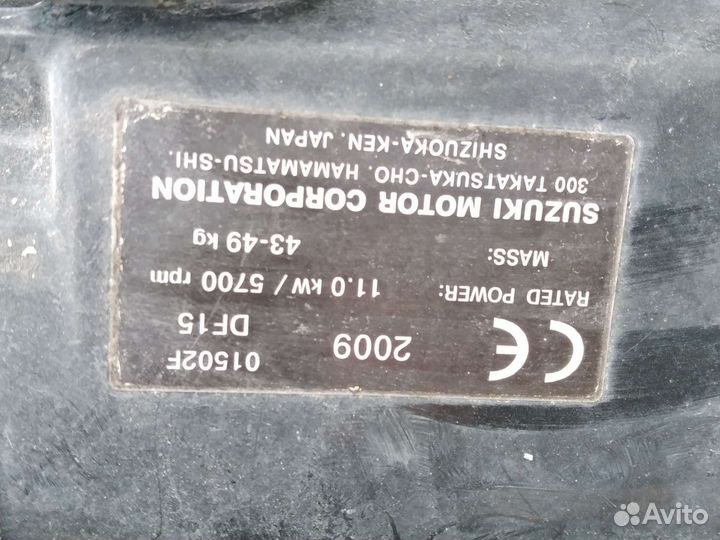 CE 2009 01502F
DF15
RATED POWER: 11.0 kW / 5700 rpm
MASS: 43-49 kg
SUZUKI MOTOR CORPORATION
300 TAKATSUKA-CHO. HAMAMATSU-SHI.
SHIZUOKA-KEN. JAPAN
Avito